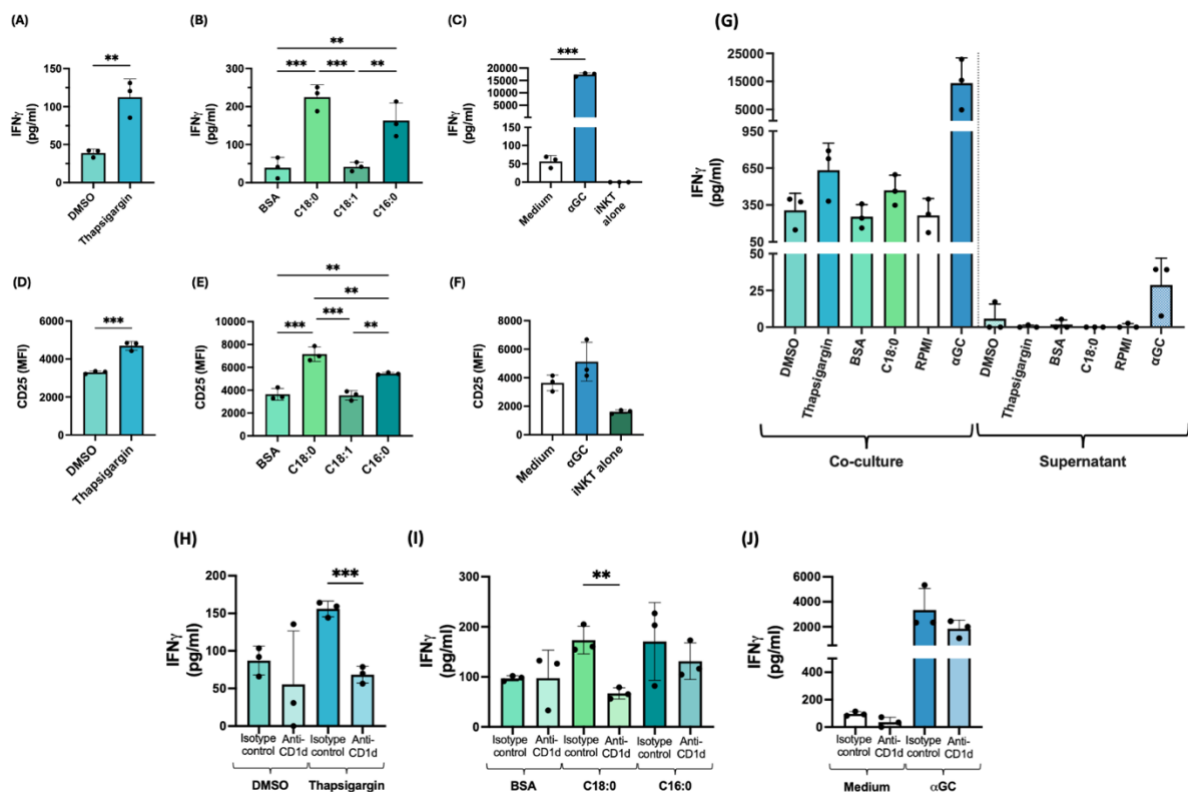 (A)
**
150
100
50
0
IFNγ
(pg/ml)
DMSO
Thapsigargin
(B)
**
*** *** **
300
200
100
0
IFNγ
(pg/ml)
BSA
C18:0
C18:1
C16:0
(C)
***
20000
15000
10000
5000
150
100
50
0
IFNγ
(pg/ml)
Medium
αGC
iNKT
alone
(D)
***
6000
4000
2000
0
CD25 (MFI)
DMSO
Thapsigargin
(E)
**
**
*** *** **
10000
8000
6000
4000
2000
0
CD25 (MFI)
BSA
C18:0
C18:1
C16:0
(F)
8000
6000
4000
2000
0
CD25 (MFI)
Medium
αGC
iNKT alone
(G)
25000
15000
5000
950
650
350
50
50
25
0
IFNγ
(pg/ml)
DMSO
Thapsigargin
BSA
C18:0
RPMI
αGC
DMSO
Thapsigargin
BSA
C18:0
RPMI
αGC
Co-culture Supernatant
(H)
***
200
150
100
50
0
IFNγ
(pg/ml)
Isotype control
Anti-CD1d
Isotype control
Anti-CD1d
DMSO Thapsigargin
(I)
**
300
200
100
0
IFNγ
(pg/ml)
Isotype control
Anti-CD1d
Isotype control
Anti-CD1d
Isotype control
Anti-CD1d
BSA C18:0 C16:0
(J)
6000
4000
2000
400
200
0
IFNγ
(pg/ml)
Isotype control
Anti-CD1d
Isotype control
Anti-CD1d
Medium αGC